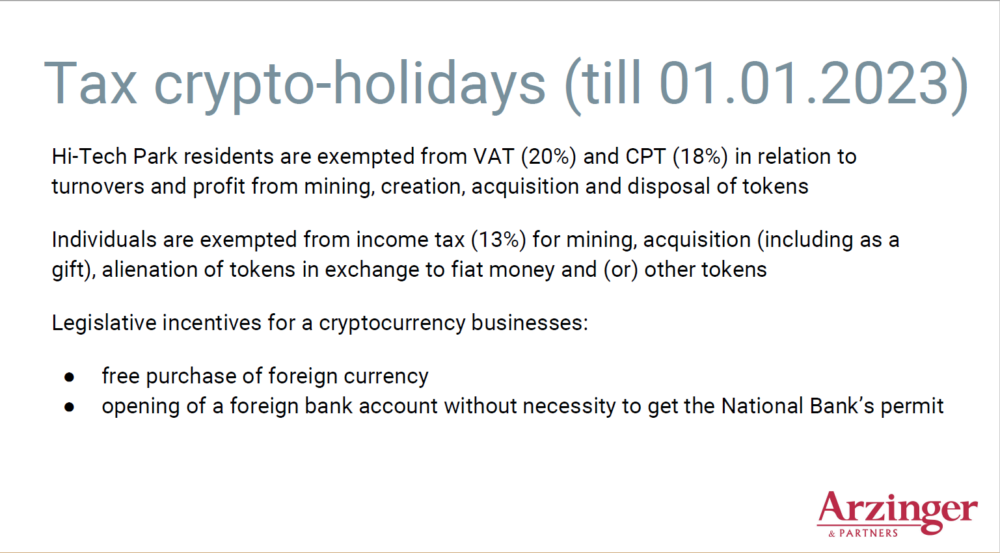 Tax crypto-holidays (till 01.01.2023)
Hi-Tech Park residents are exempted from VAT (20%) and CPT (18%) in relation to
turnovers and profit from mining, creation, acquisition and disposal of tokens
Individuals are exempted from income tax (13%) for mining, acquisition (including as a
gift), alienation of tokens in exchange to fiat money and (or) other tokens
Legislative incentives for a cryptocurrency businesses:
● free purchase of foreign currency
● opening of a foreign bank account without necessity to get the National Bank’s permit
Arzinger
& PARTNERS